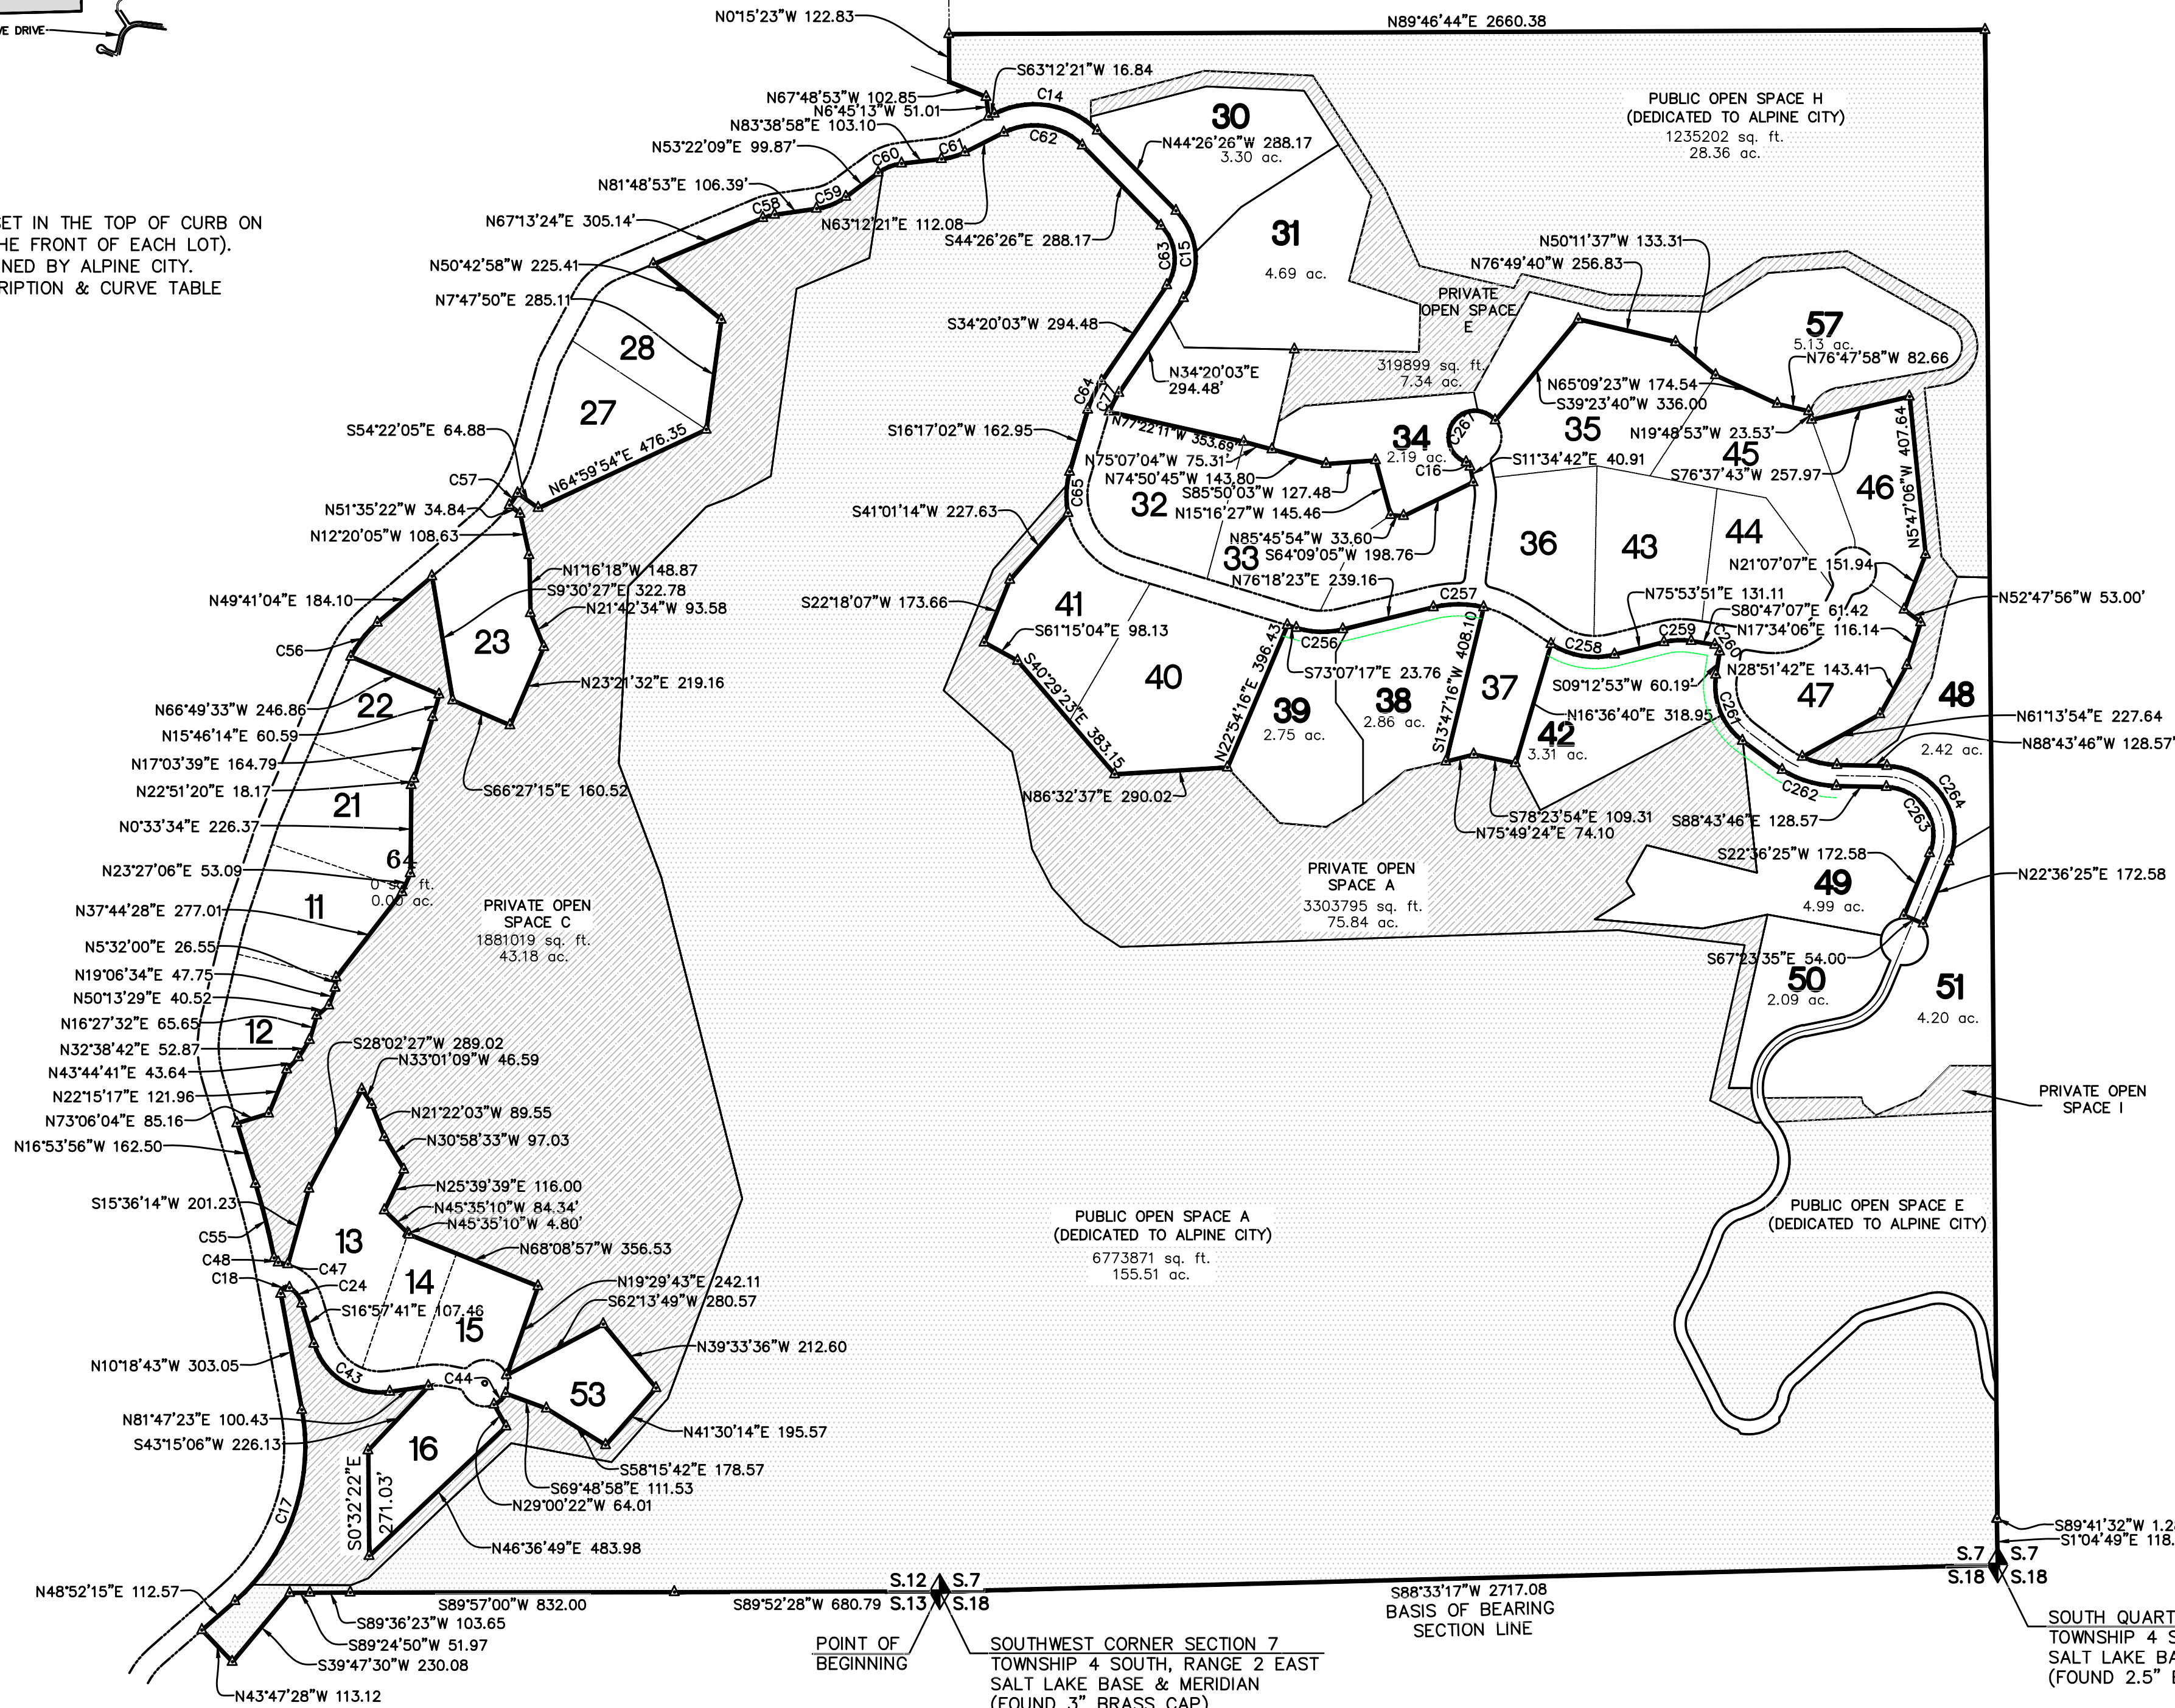 VE DRIVE
SET IN THE TOP OF CURB ON
HE FRONT OF EACH LOT).
NED BY ALPINE CITY.
RIPTION & CURVE TABLE
N0°15'23"W 122.83
N89°46'44"E 2660.38
S63°12'21"W 16.84
N67°48'53"W 102.85
N6°45'13"W 51.01
N83°38'58"E 103.10
N53°22'09"E 99.87'
N81°48'53"E 106.39'
N67°13'24"E 305.14'
N50°42'58"W 225.41
N7°47'50"E 285.11
C14
C62
C61
C60
C59
C58
N63°12'21"E 112.08
S44°26'26"E 288.17
30
N44°26'26"W 288.17
3.30 ac.
31
4.69 ac.
C63
C15
PUBLIC OPEN SPACE H
(DEDICATED TO ALPINE CITY)
1235202 sq. ft.
28.36 ac.
N50°11'37"W 133.31
N76°49'40"W 256.83
PRIVATE
OPEN SPACE
E
319899 sq. ft.
7.34 ac.
57
5.13 ac.
N76°47'58"W 82.66
N65°09'23"W 174.54
S39°23'40"W 336.00
35
N19°48'53"W 23.53'
45
S76°37'43"W 257.97
46
N5°47'06"W 407.64
28
27
S54°22'05"E 64.88
N64°59'54"E 476.35
C57
N51°35'22"W 34.84
N12°20'05"W 108.63
S34°20'03"W 294.48
N34°20'03"E
294.48'
C64
C77
S16°17'02"W 162.95
N77°22'11"W 353.69'
N75°07'04"W 75.31'
N74°50'45"W 143.80
S85°50'03"W 127.48
N15°16'27"W 145.46
N85°45'54"W 33.60
S64°09'05"W 198.76
34
2.19 ac.
C267
C16
S11°34'42"E 40.91
C65
32
33
S41°01'14"W 227.63
36
43
44
N21°07'07"E 151.94
N1°16'18"W 148.87
S9°30'27"E 322.78
N21°42'34"W 93.58
N49°41'04"E 184.10
23
C56
N23°21'32"E 219.16
N66°49'33"W 246.86
22
N15°46'14"E 60.59
N17°03'39"E 164.79
N22°51'20"E 18.17
S66°27'15"E 160.52
21
N0°33'34"E 226.37
N23°27'06"E 53.09
64
0 sq. ft.
0.00 ac.
N76°18'23"E 239.16
C257
N75°53'51"E 131.11
S80°47'07"E 61.42
N52°47'56"W 53.00'
S22°18'07"W 173.66
41
S61°15'04"E 98.13
S40°29'23"E 383.15
40
N22°54'16"E 396.43
C256
S73°07'17"E 23.76
39
2.75 ac.
38
2.86 ac.
S13°47'16"W 408.10
37
C258
C259
C260
N17°34'06"E 116.14
N28°51'42"E 143.41
S09°12'53"W 60.19'
N16°36'40"E 318.95
42
3.31 ac.
C261
47
48
2.42 ac.
N61°13'54"E 227.64
N88°43'46"W 128.57'
N86°32'37"E 290.02
S78°23'54"E 109.31
N75°49'24"E 74.10
C262
S88°43'46"E 128.57
C263
C264
S22°36'25"W 172.58
N22°36'25"E 172.58
49
4.99 ac.
S67°23'35"E 54.00
50
2.09 ac.
51
4.20 ac.
PRIVATE OPEN
SPACE A
3303795 sq. ft.
75.84 ac.
PRIVATE OPEN
SPACE C
1881019 sq. ft.
43.18 ac.
11
N37°44'28"E 277.01
N5°32'00"E 26.55
N19°06'34"E 47.75
N50°13'29"E 40.52
N16°27'32"E 65.65
12
N32°38'42"E 52.87
N43°44'41"E 43.64
N22°15'17"E 121.96
N73°06'04"E 85.16
N16°53'56"W 162.50
S28°02'27"W 289.02
N33°01'09"W 46.59
N21°22'03"W 89.55
N30°58'33"W 97.03
N25°39'39"E 116.00
N45°35'10"W 84.34'
N45°35'10"W 4.80'
N68°08'57"W 356.53
S15°36'14"W 201.23
C55
C48
C47
C18
C24
S16°57'41"E 107.46
13
14
15
N19°29'43"E 242.11
S62°13'49"W 280.57
N39°33'36"W 212.60
N10°18'43"W 303.05
C43
C44
53
N81°47'23"E 100.43
S43°15'06"W 226.13
16
N41°30'14"E 195.57
S58°15'42"E 178.57
S69°48'58"E 111.53
N29°00'22"W 64.01
N46°36'49"E 483.98
S0°32'22"E
271.03'
C17
PRIVATE OPEN
SPACE I
PUBLIC OPEN SPACE E
(DEDICATED TO ALPINE CITY)
PUBLIC OPEN SPACE A
(DEDICATED TO ALPINE CITY)
6773871 sq. ft.
155.51 ac.
N48°52'15"E 112.57
S89°57'00"W 832.00
S89°36'23"W 103.65
S89°24'50"W 51.97
S39°47'30"W 230.08
N43°47'28"W 113.12
S89°52'28"W 680.79
S.12 S.7
S.13 S.18
S88°33'17"W 2717.08
BASIS OF BEARING
SECTION LINE
S89°41'32"W
S1°04'49"E 118.
S.7 S.7
S.18 S.18
POINT OF
BEGINNING
SOUTHWEST CORNER SECTION 7
TOWNSHIP 4 SOUTH, RANGE 2 EAST
SALT LAKE BASE & MERIDIAN
(FOUND 3" BRASS CAP)
SOUTH QUART
TOWNSHIP 4 S
SALT LAKE BA
(FOUND 2.5"